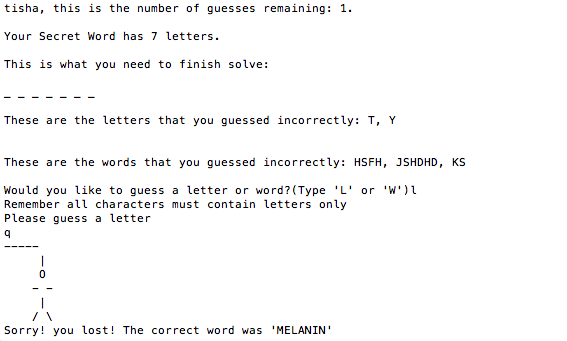 tisha, this is the number of guesses remaining: 1.
Your Secret Word has 7 letters.
This is what you need to finish solve:
_ _ _ _ _ _ _
These are the letters that you guessed incorrectly: T, Y
These are the words that you guessed incorrectly: HSFH, JSHDHD, KS
Would you like to guess a letter or word?(Type 'L' or 'W')l
Remember all characters must contain letters only
Please guess a letter
q
-----
     |
     O
    - -
     |
    / \
Sorry! you lost! The correct word was 'MELANIN'